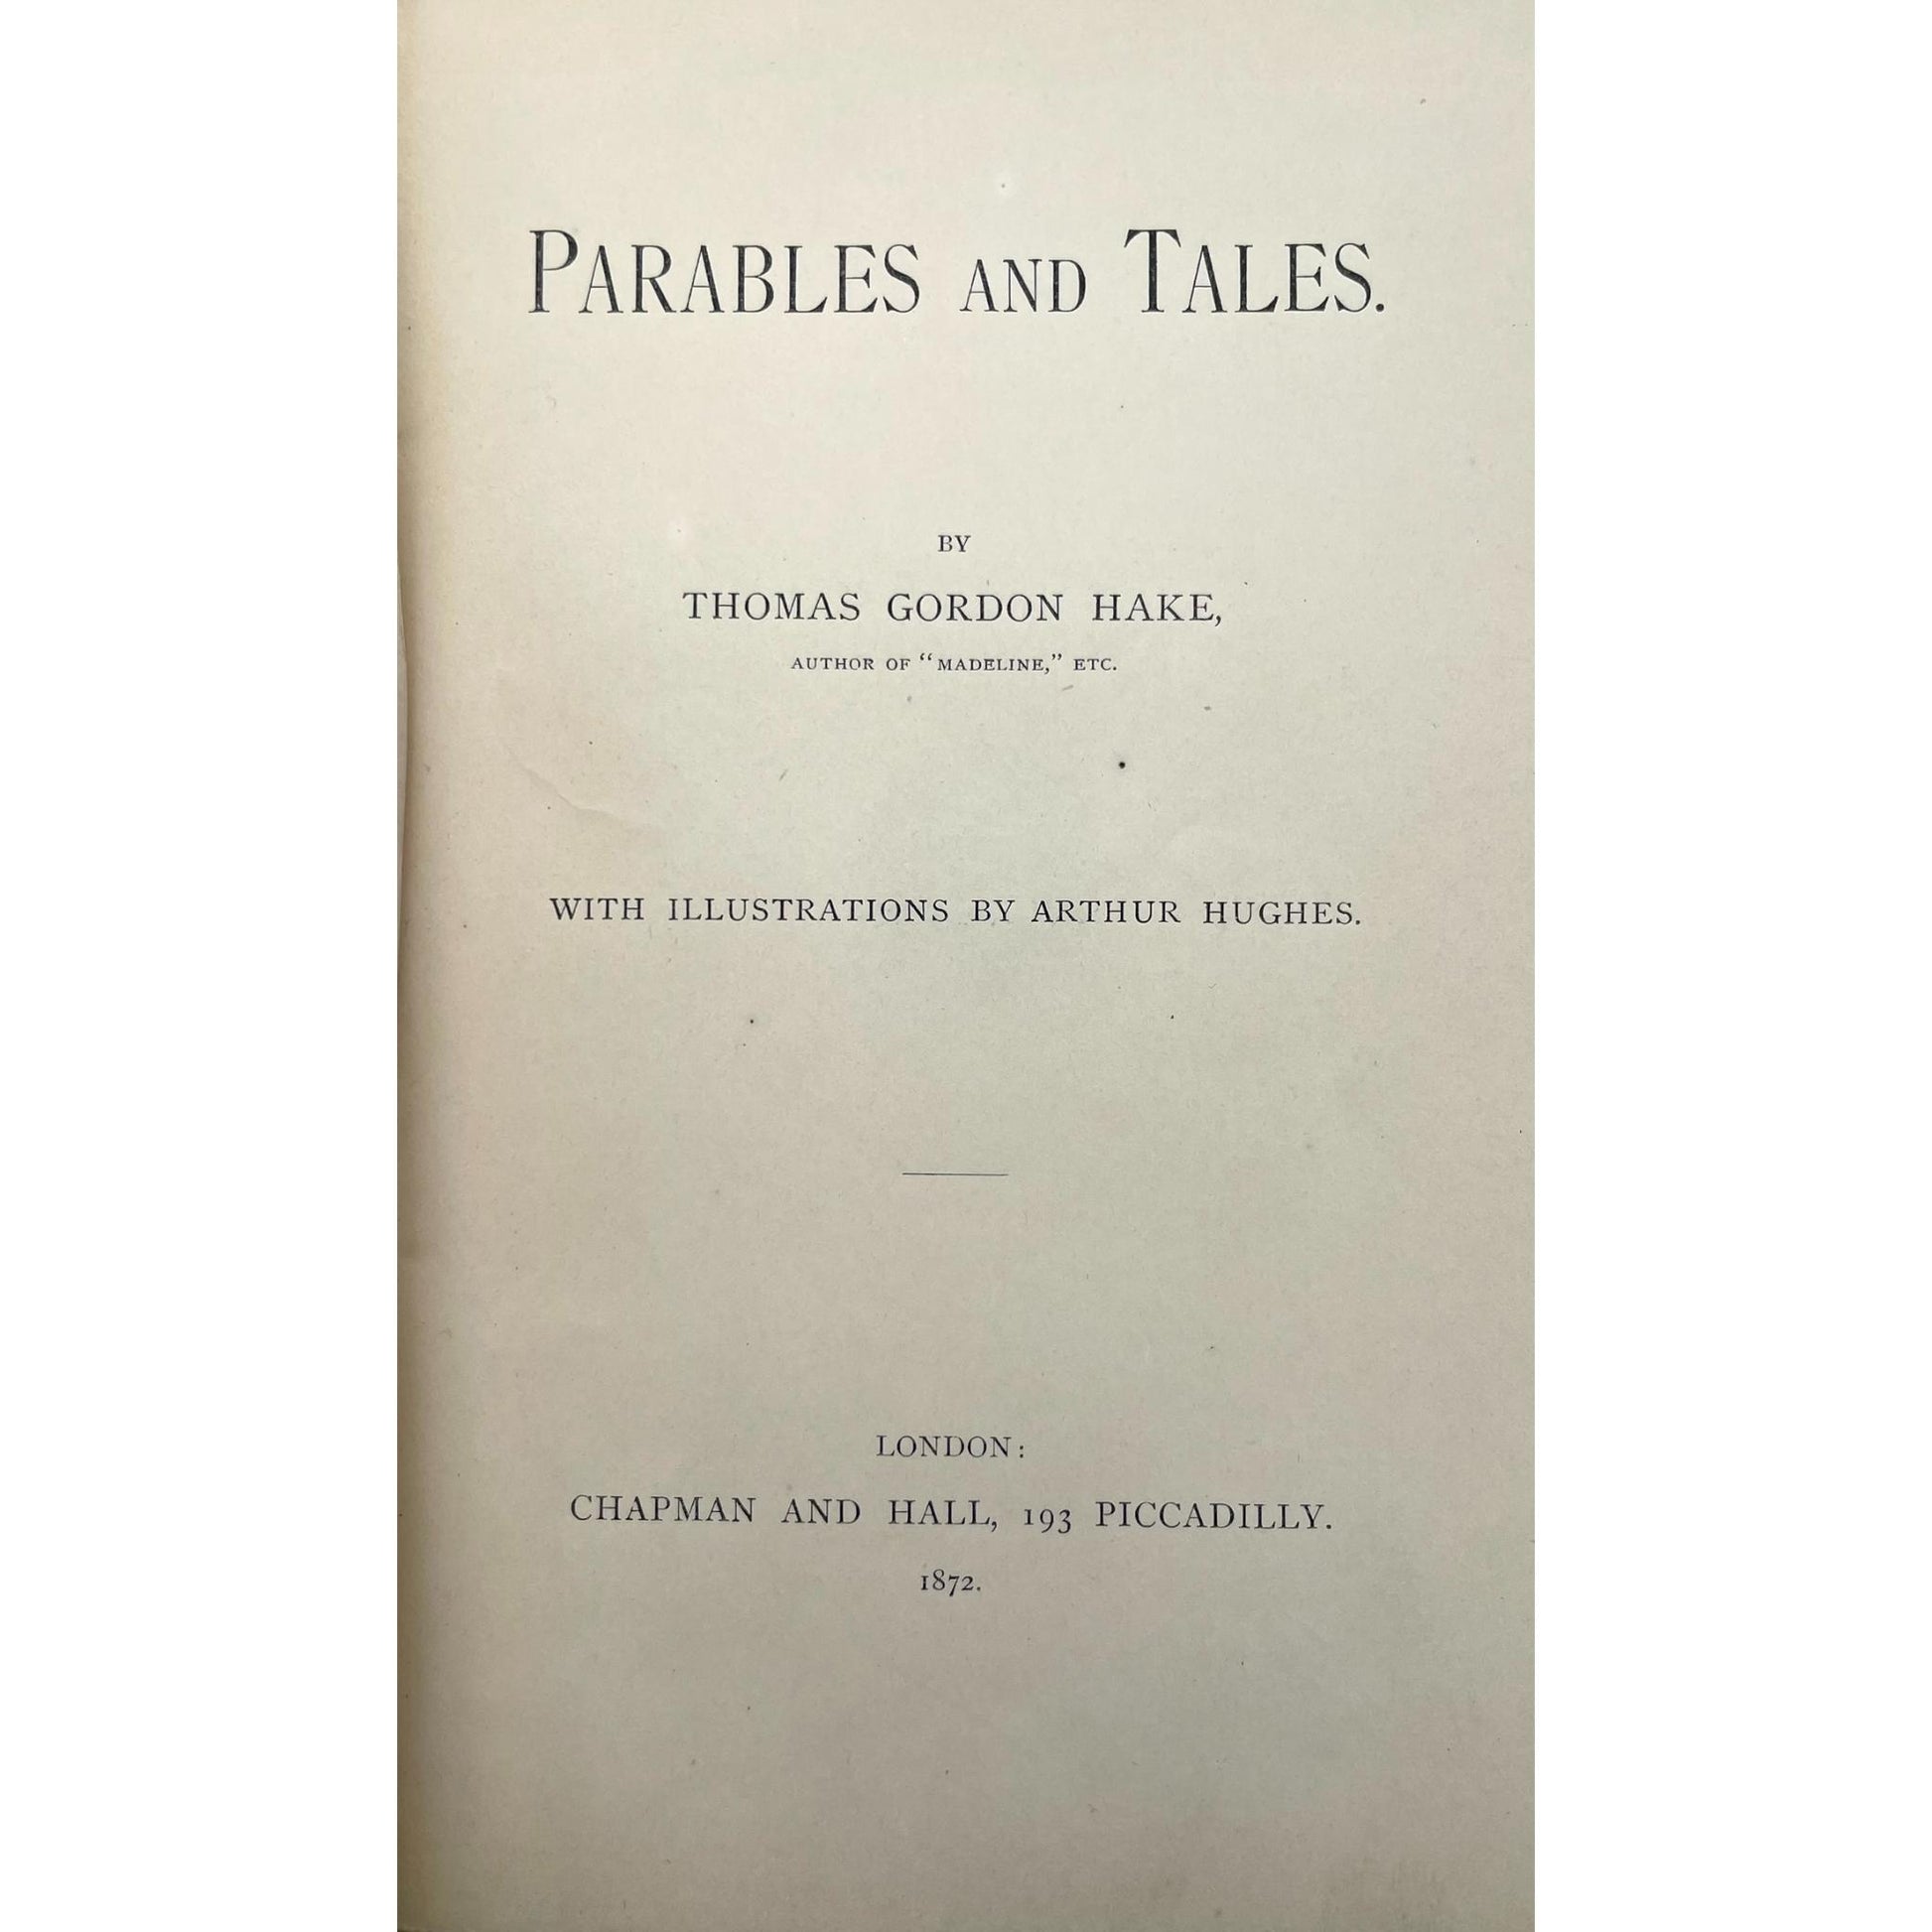 PARABLES AND TALES.
BY
THOMAS GORDON HAKE,
AUTHOR OF “MADELINE,” ETC.
WITH ILLUSTRATIONS BY ARTHUR HUGHES.
LONDON:
CHAPMAN AND HALL, 193 PICCADILLY.
1872.